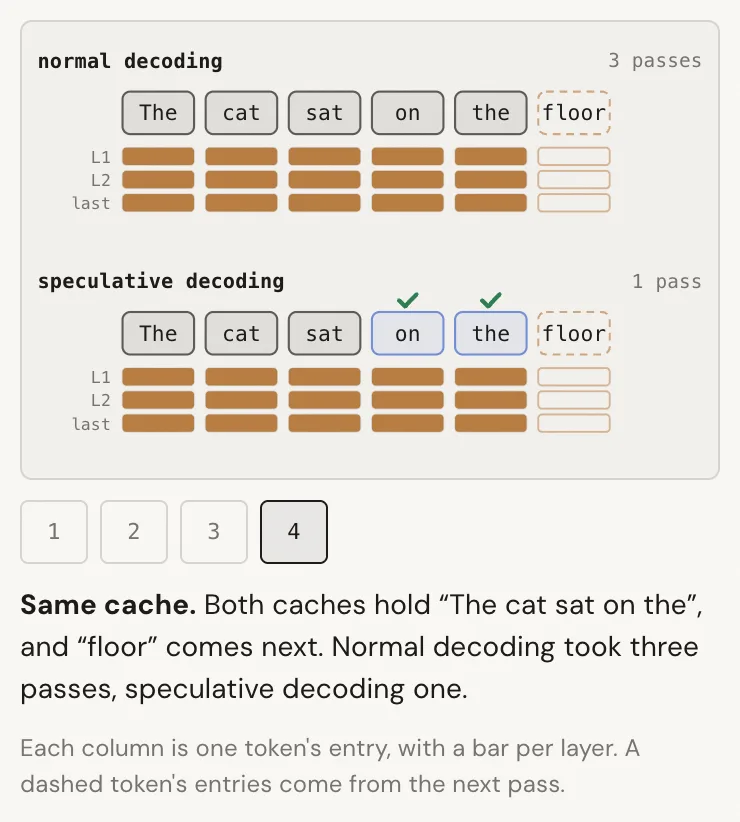 normal decoding 3 passes
The cat sat on the floor
L1
L2
last
speculative decoding 1 pass
The cat sat on the floor
L1
L2
last
1 2 3 4
Same cache. Both caches hold “The cat sat on the”,
and “floor” comes next. Normal decoding took three
passes, speculative decoding one.
Each column is one token's entry, with a bar per layer. A
dashed token's entries come from the next pass.